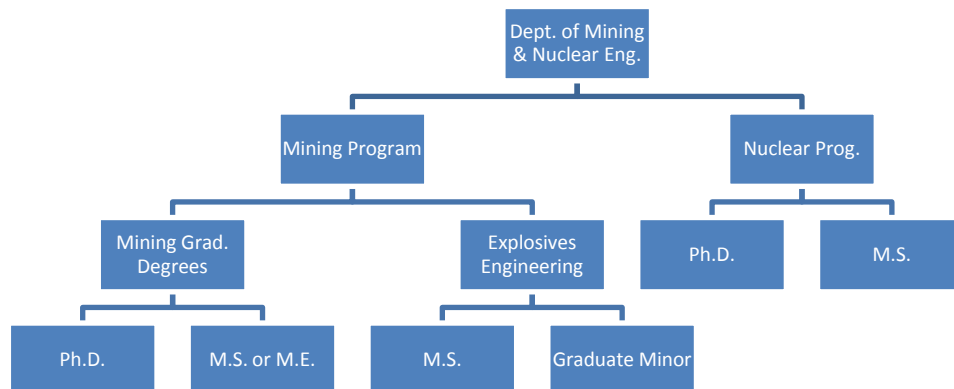 Dept. of Mining
& Nuclear Eng.
Mining Program
Nuclear Prog.
Mining Grad.
Degrees
Explosives
Engineering
Ph.D.
M.S.
Ph.D.
M.S. or M.E.
M.S.
Graduate Minor